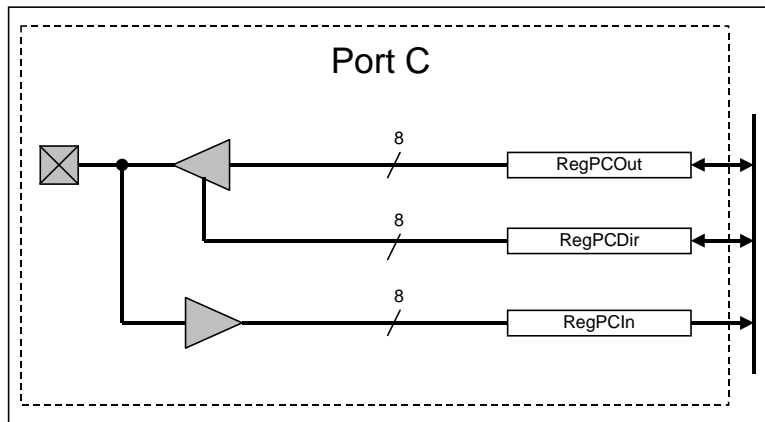 Port C
8
RegPCOut
8
RegPCDir
8
RegPCIn